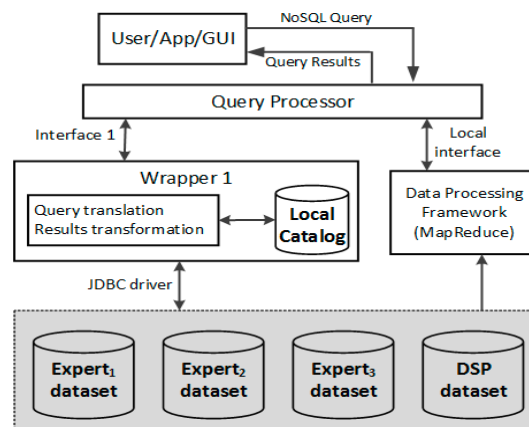 User/App/GUI
NoSQL Query
Query Results
Query Processor
Interface 1
Local
interface
Wrapper 1
Query translation
Results transformation
Local
Catalog
Data Processing
Framework
(MapReduce)
JDBC driver
Expert₁
dataset
Expert₂
dataset
Expert₃
dataset
DSP
dataset